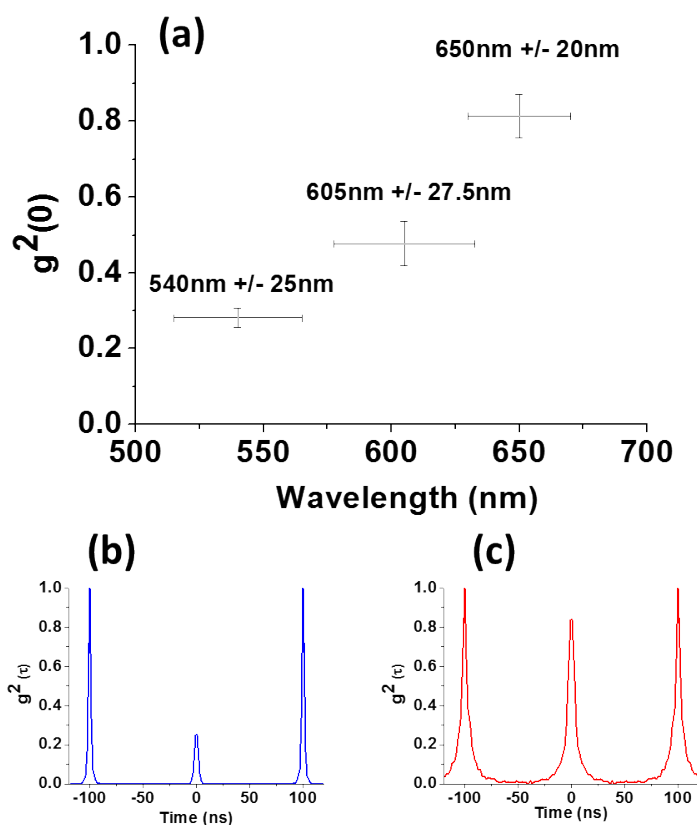 (a)
1.0
0.8
0.6
0.4
0.2
0.0
g²(0)
650nm +/- 20nm
605nm +/- 27.5nm
540nm +/- 25nm
500 550 600 650 700
Wavelength (nm)
(b)
1.0
0.8
0.6
0.4
0.2
0.0
g² (τ)
-100 -50 0 50 100
Time (ns)
(c)
1.0
0.8
0.6
0.4
0.2
0.0
g² (τ)
-100 -50 0 50 100
Time (ns)